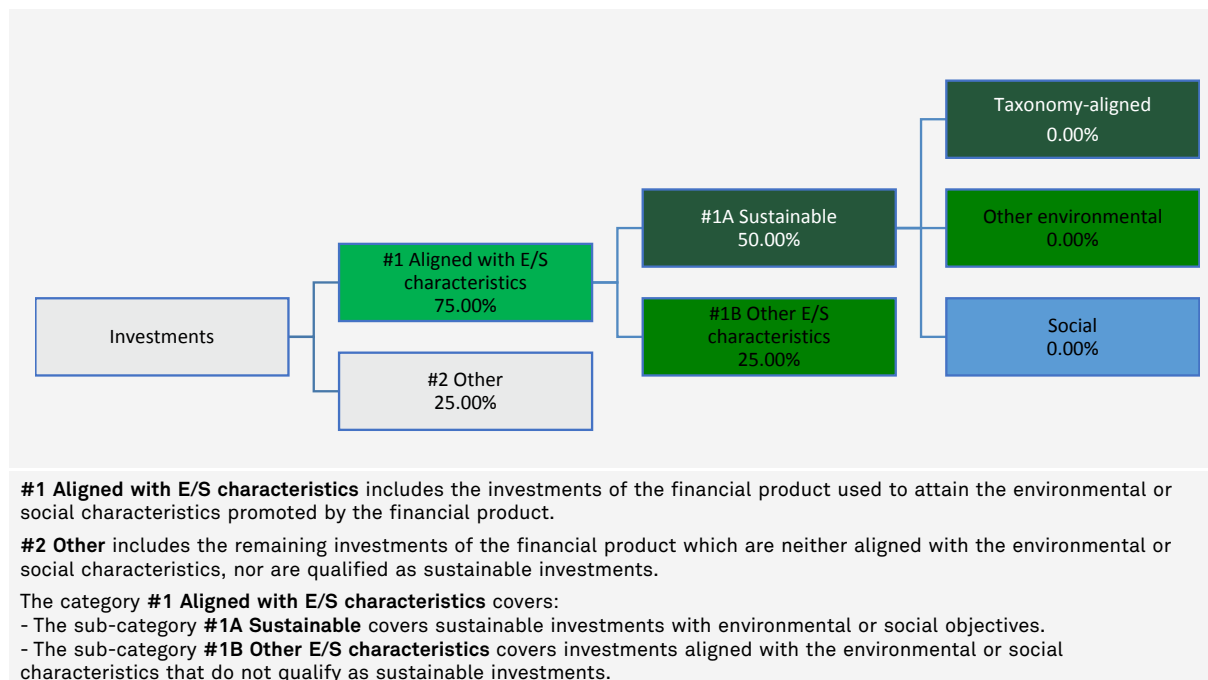 Taxonomy-aligned
0.00%
#1A Sustainable
50.00%
Other environmental
0.00%
#1 Aligned with E/S
characteristics
75.00%
Investments
#1B Other E/S
characteristics
25.00%
Social
0.00%
#2 Other
25.00%
#1 Aligned with E/S characteristics includes the investments of the financial product used to attain the environmental or
social characteristics promoted by the financial product.
#2 Other includes the remaining investments of the financial product which are neither aligned with the environmental or
social characteristics, nor are qualified as sustainable investments.
The category #1 Aligned with E/S characteristics covers:
- The sub-category #1A Sustainable covers sustainable investments with environmental or social objectives.
- The sub-category #1B Other E/S characteristics covers investments aligned with the environmental or social
characteristics that do not qualify as sustainable investments.